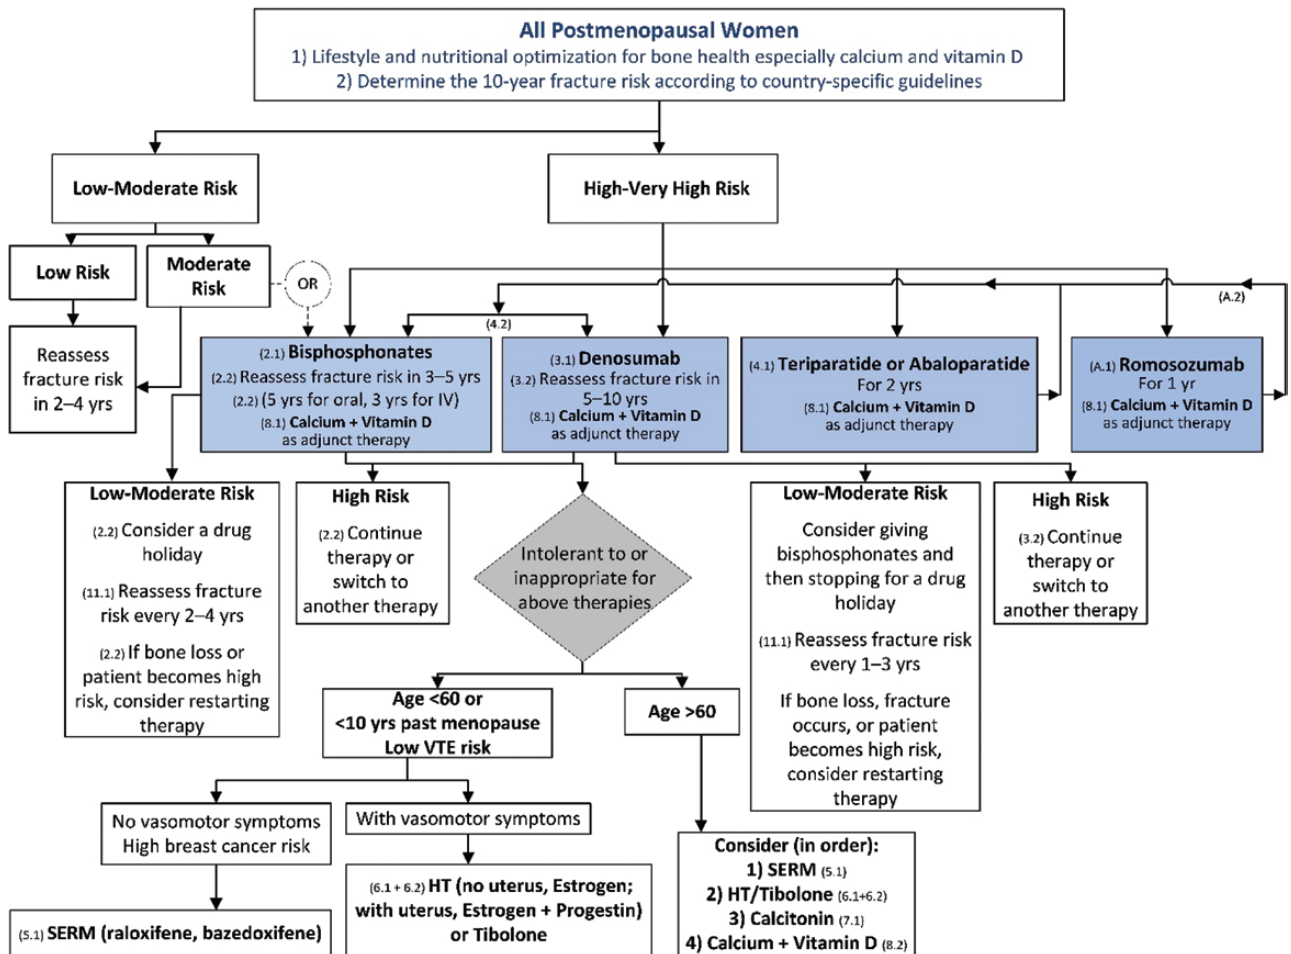 All Postmenopausal Women
1) Lifestyle and nutritional optimization for bone health especially calcium and vitamin D
2) Determine the 10-year fracture risk according to country-specific guidelines
Low-Moderate Risk
High-Very High Risk
Low Risk
Moderate
Risk
OR
(A.2)
(4.2)
Reassess
fracture risk
in 2–4 yrs
(2.1) Bisphosphonates
(2.2) Reassess fracture risk in 3–5 yrs
(2.2) (5 yrs for oral, 3 yrs for IV)
(8.1) Calcium + Vitamin D
as adjunct therapy
(3.1) Denosumab
(3.2) Reassess fracture risk in
5–10 yrs
(8.1) Calcium + Vitamin D
as adjunct therapy
(4.1) Teriparatide or Abaloparatide
For 2 yrs
(8.1) Calcium + Vitamin D
as adjunct therapy
(A.1) Romosozumab
For 1 yr
(8.1) Calcium + Vitamin D
as adjunct therapy
Low-Moderate Risk
(2.2) Consider a drug
holiday
(11.1) Reassess fracture
risk every 2–4 yrs
(2.2) If bone loss or
patient becomes high
risk, consider restarting
therapy
High Risk
(2.2) Continue
therapy or
switch to
another therapy
Intolerant to or
inappropriate for
above therapies
Low-Moderate Risk
Consider giving
bisphosphonates and
then stopping for a drug
holiday
(11.1) Reassess fracture risk
every 1–3 yrs
If bone loss, fracture
occurs, or patient
becomes high risk,
consider restarting
therapy
High Risk
(3.2) Continue
therapy or
switch to
another therapy
Age <60 or
<10 yrs past menopause
Low VTE risk
Age >60
No vasomotor symptoms
High breast cancer risk
With vasomotor symptoms
(5.1) SERM (raloxifene, bazedoxifene)
(6.1 + 6.2) HT (no uterus, Estrogen;
with uterus, Estrogen + Progestin)
or Tibolone
Consider (in order):
1) SERM (5.1)
2) HT/Tibolone (6.1+6.2)
3) Calcitonin (7.1)
4) Calcium + Vitamin D (8.2)